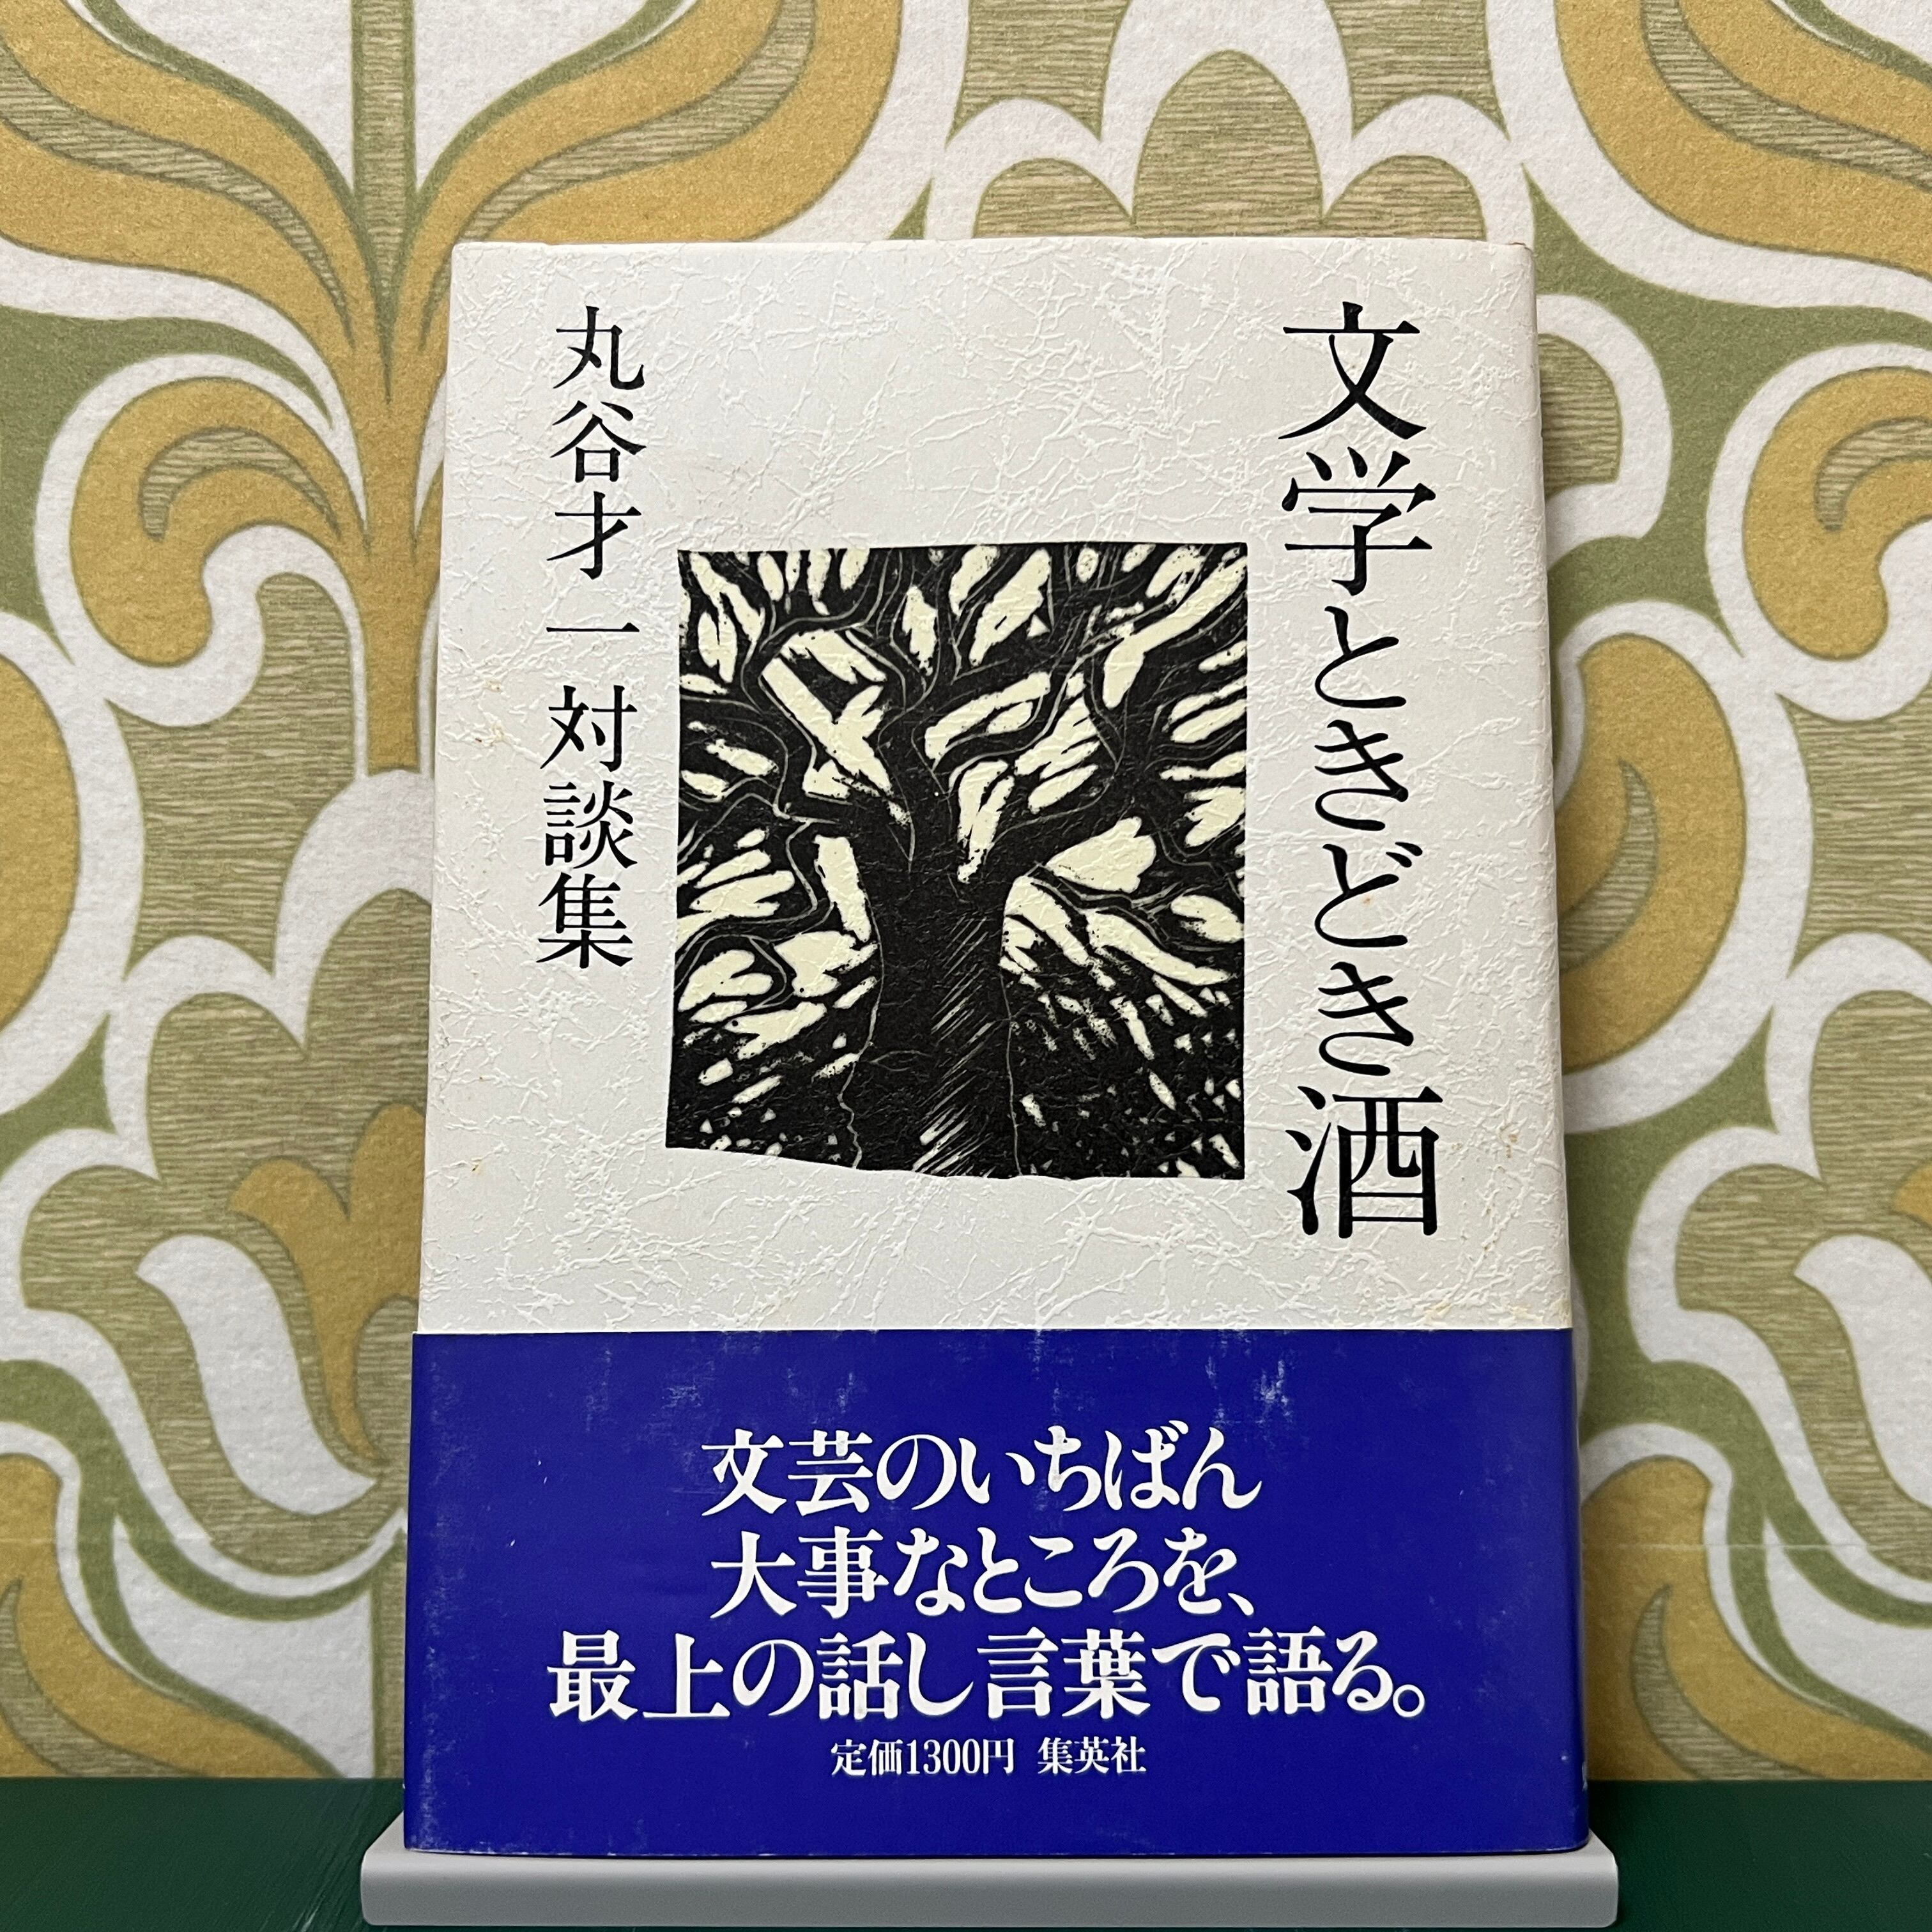 文学ときどき酒
丸谷才一 対談集
文芸のいちばん
大事なところを、
最上の話し言葉で語る。
定価1300円 集英社